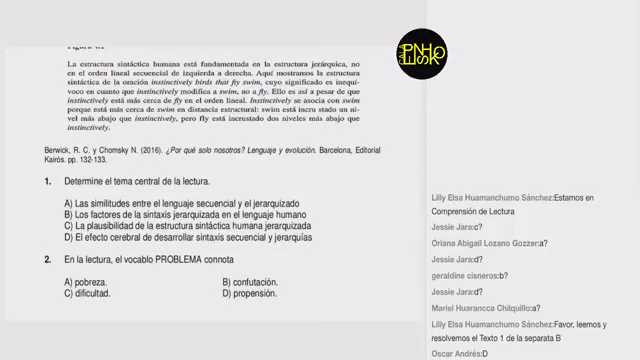 Figura 4.1
La estructura sintáctica humana está fundamentada en la estructura jerárquica, no
en el orden lineal secuencial de izquierda a derecha. Aquí mostramos la estructura
sintáctica de la oración instinctively birds that fly swim, cuyo significado es inequí-
voco en cuanto que instinctively modifica a swim, no a fly. Ello es así a pesar de que
instinctively está más cerca de fly en el orden lineal. Instinctively se asocia con swim
porque está más cerca de swim en distancia estructural: swim está incru stado un ni-
vel más abajo que instinctively, pero fly está incrustado dos niveles más abajo que
instinctively.
Berwick, R. C. y Chomsky N. (2016). ¿Por qué solo nosotros? Lenguaje y evolución. Barcelona, Editorial
Kairós. pp. 132-133.
1. Determine el tema central de la lectura.
A) Las similitudes entre el lenguaje secuencial y el jerarquizado
B) Los factores de la sintaxis jerarquizada en el lenguaje humano
C) La plausibilidad de la estructura sintáctica humana jerarquizada
D) El efecto cerebral de desarrollar sintaxis secuencial y jerarquías
2. En la lectura, el vocablo PROBLEMA connota
A) pobreza. B) confutación.
C) dificultad. D) propensión.
Lilly Elsa Huamanchumo Sánchez:Estamos en
Comprensión de Lectura
Jessie Jara:c?
Oriana Abigail Lozano Gozzer:a?
Jessie Jara:d?
geraldine cisneros:b?
Jessie Jara:d?
Mariel Huarancca Chilquillo:a?
Lilly Elsa Huamanchumo Sánchez:Favor, leemos y
resolvemos el Texto 1 de la separata B
Oscar Andrés:D